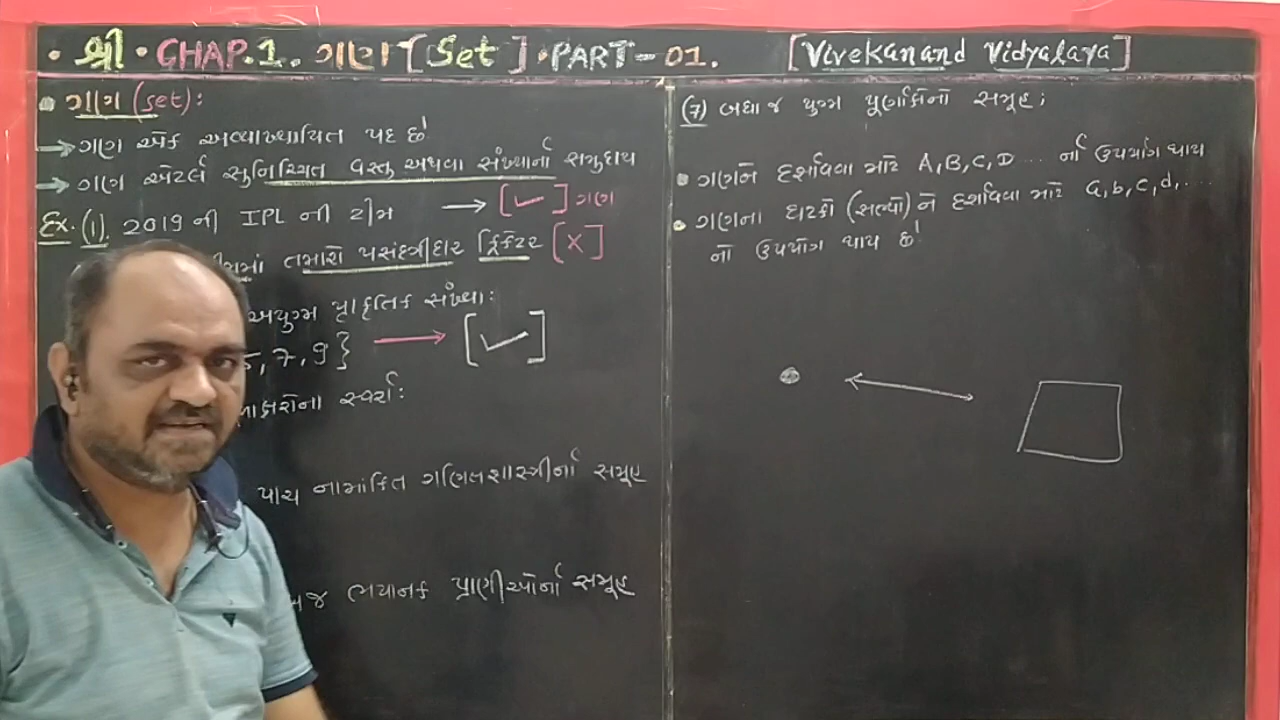 • શ્રી • CHAP.1. ગણ [Set] • PART-01. [Vivekanand Vidyalaya]
ગણ (set):
→ ગણ એક અવ્યાખ્યાયિત પદ છે
→ ગણ એટલે સુનિશ્ચિત વસ્તુ અથવા સંખ્યાનો સમુદાય
Ex. (1) 2019 ની IPL ની ટીમ → [✓] ગણ
તમારો પસંદગીદાર ક્રિકેટર [X]
અયુગ્મ પ્રાકૃતિક સંખ્યા:
5, 7, 9} → [✓]
સ્વરો:
પાંચ નામાંકિત ગણિતશાસ્ત્રીનો સમૂહ
જ ભયાનક પ્રાણીઓનો સમૂહ
(7) બધા જ યુગ્મ પૂર્ણાંકોનો સમૂહ;
• ગણને દર્શાવવા માટે A, B, C, D ... નો ઉપયોગ થાય
• ગણના ઘટકો (સભ્યો) ને દર્શાવવા માટે a, b, c, d, ...
નો ઉપયોગ થાય છે